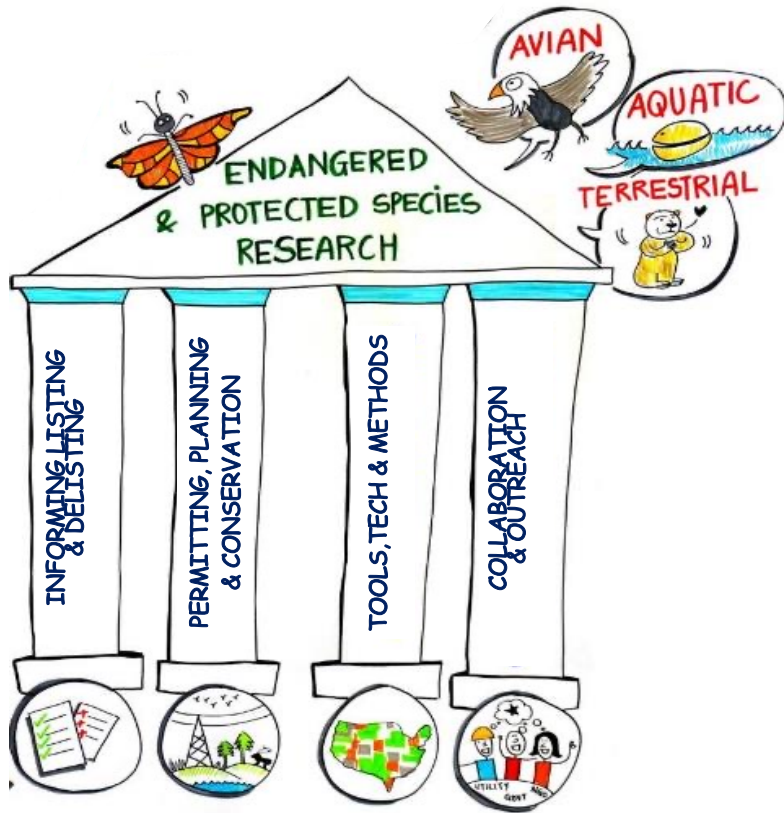 AVIAN
AQUATIC
TERRESTRIAL
ENDANGERED
& PROTECTED SPECIES
RESEARCH
INFORMING LISTING
& DELISTING
PERMITTING, PLANNING
& CONSERVATION
TOOLS, TECH & METHODS
COLLABORATION
& OUTREACH
UTILITY
GOVT
NGO